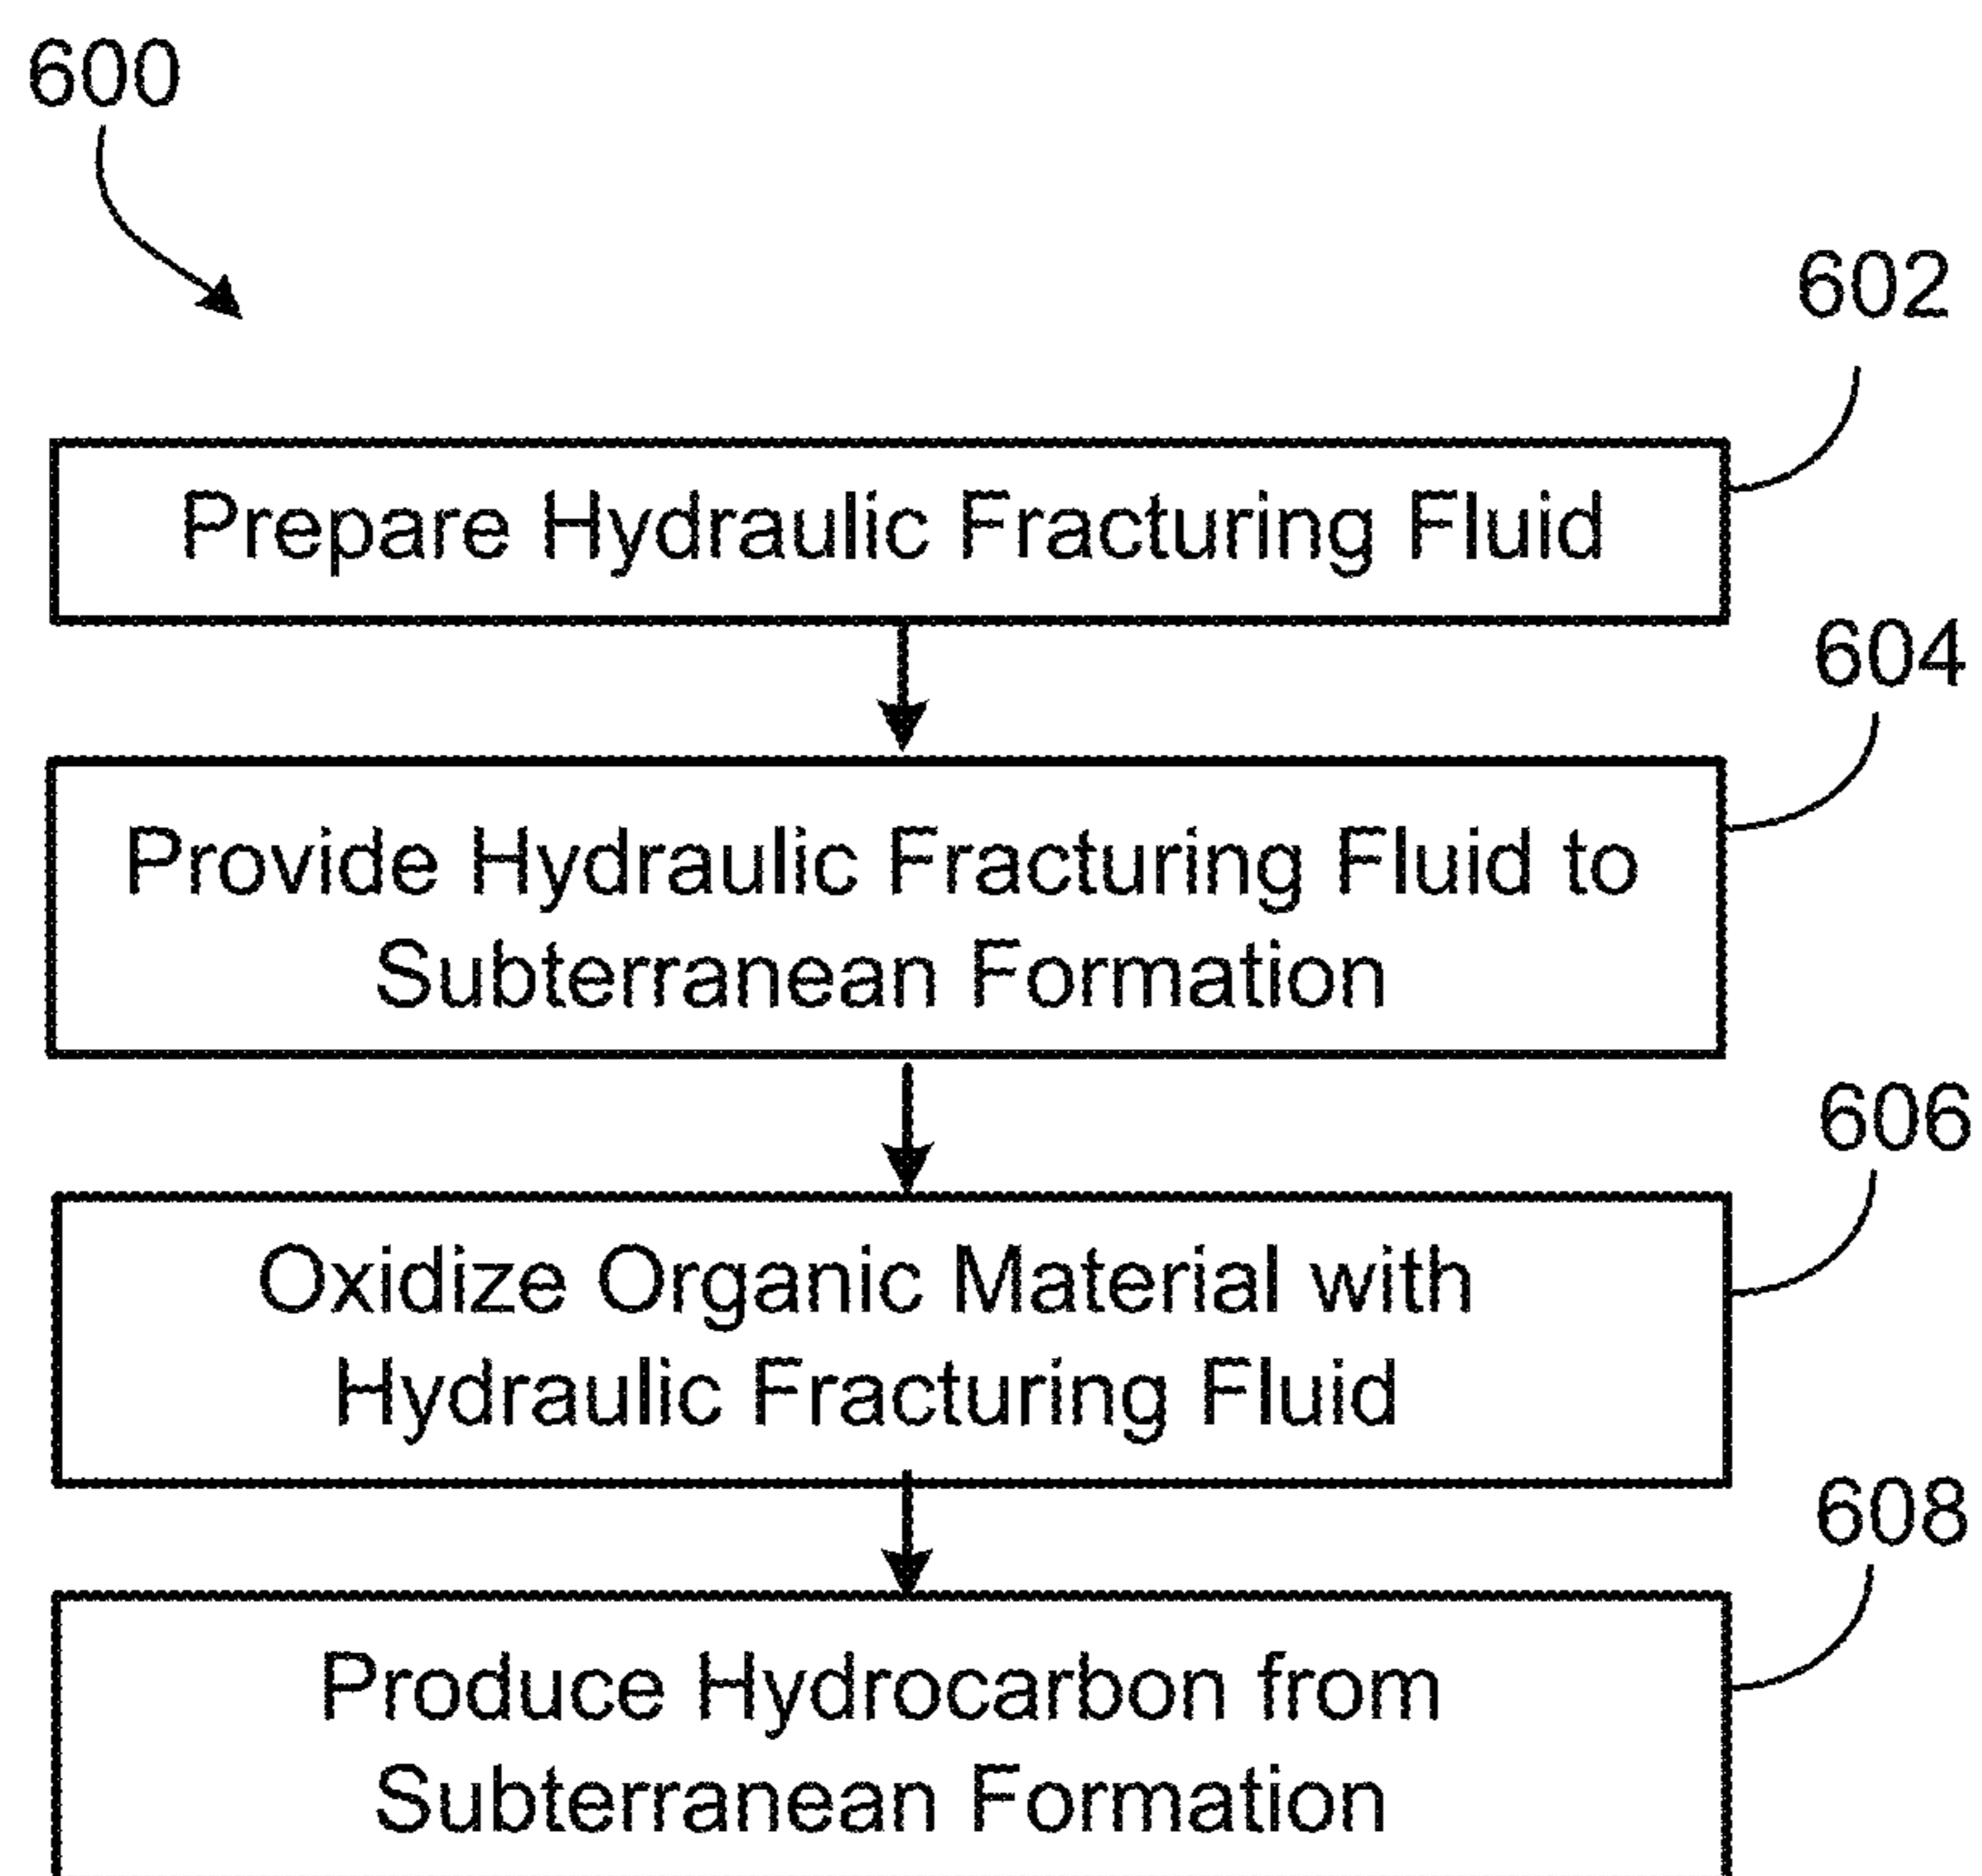 600
602
Prepare Hydraulic Fracturing Fluid
604
Provide Hydraulic Fracturing Fluid to
Subterranean Formation
606
Oxidize Organic Material with
Hydraulic Fracturing Fluid
608
Produce Hydrocarbon from
Subterranean Formation